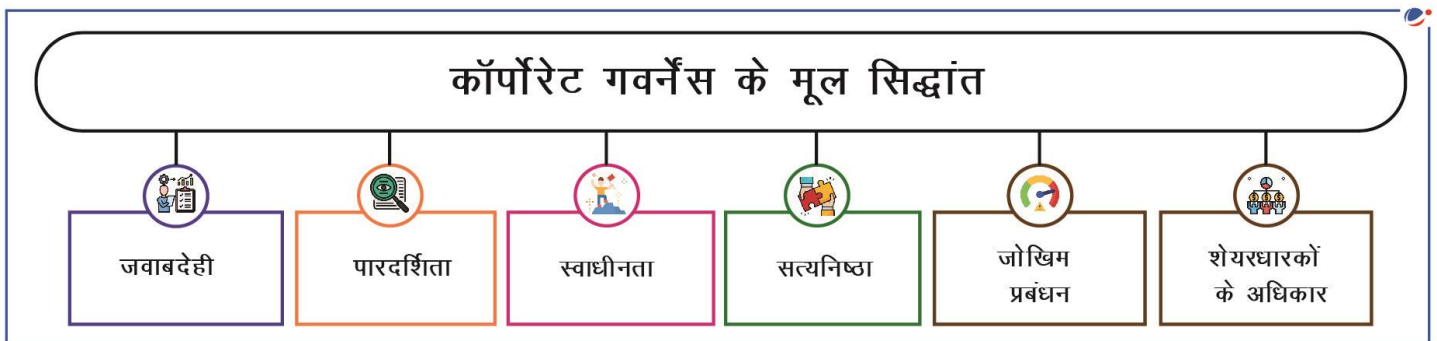 कॉर्पोरेट गवर्नेंस के मूल सिद्धांत
जवाबदेही
पारदर्शिता
स्वाधीनता
सत्यनिष्ठा
जोखिम
प्रबंधन
शेयरधारकों
के अधिकार